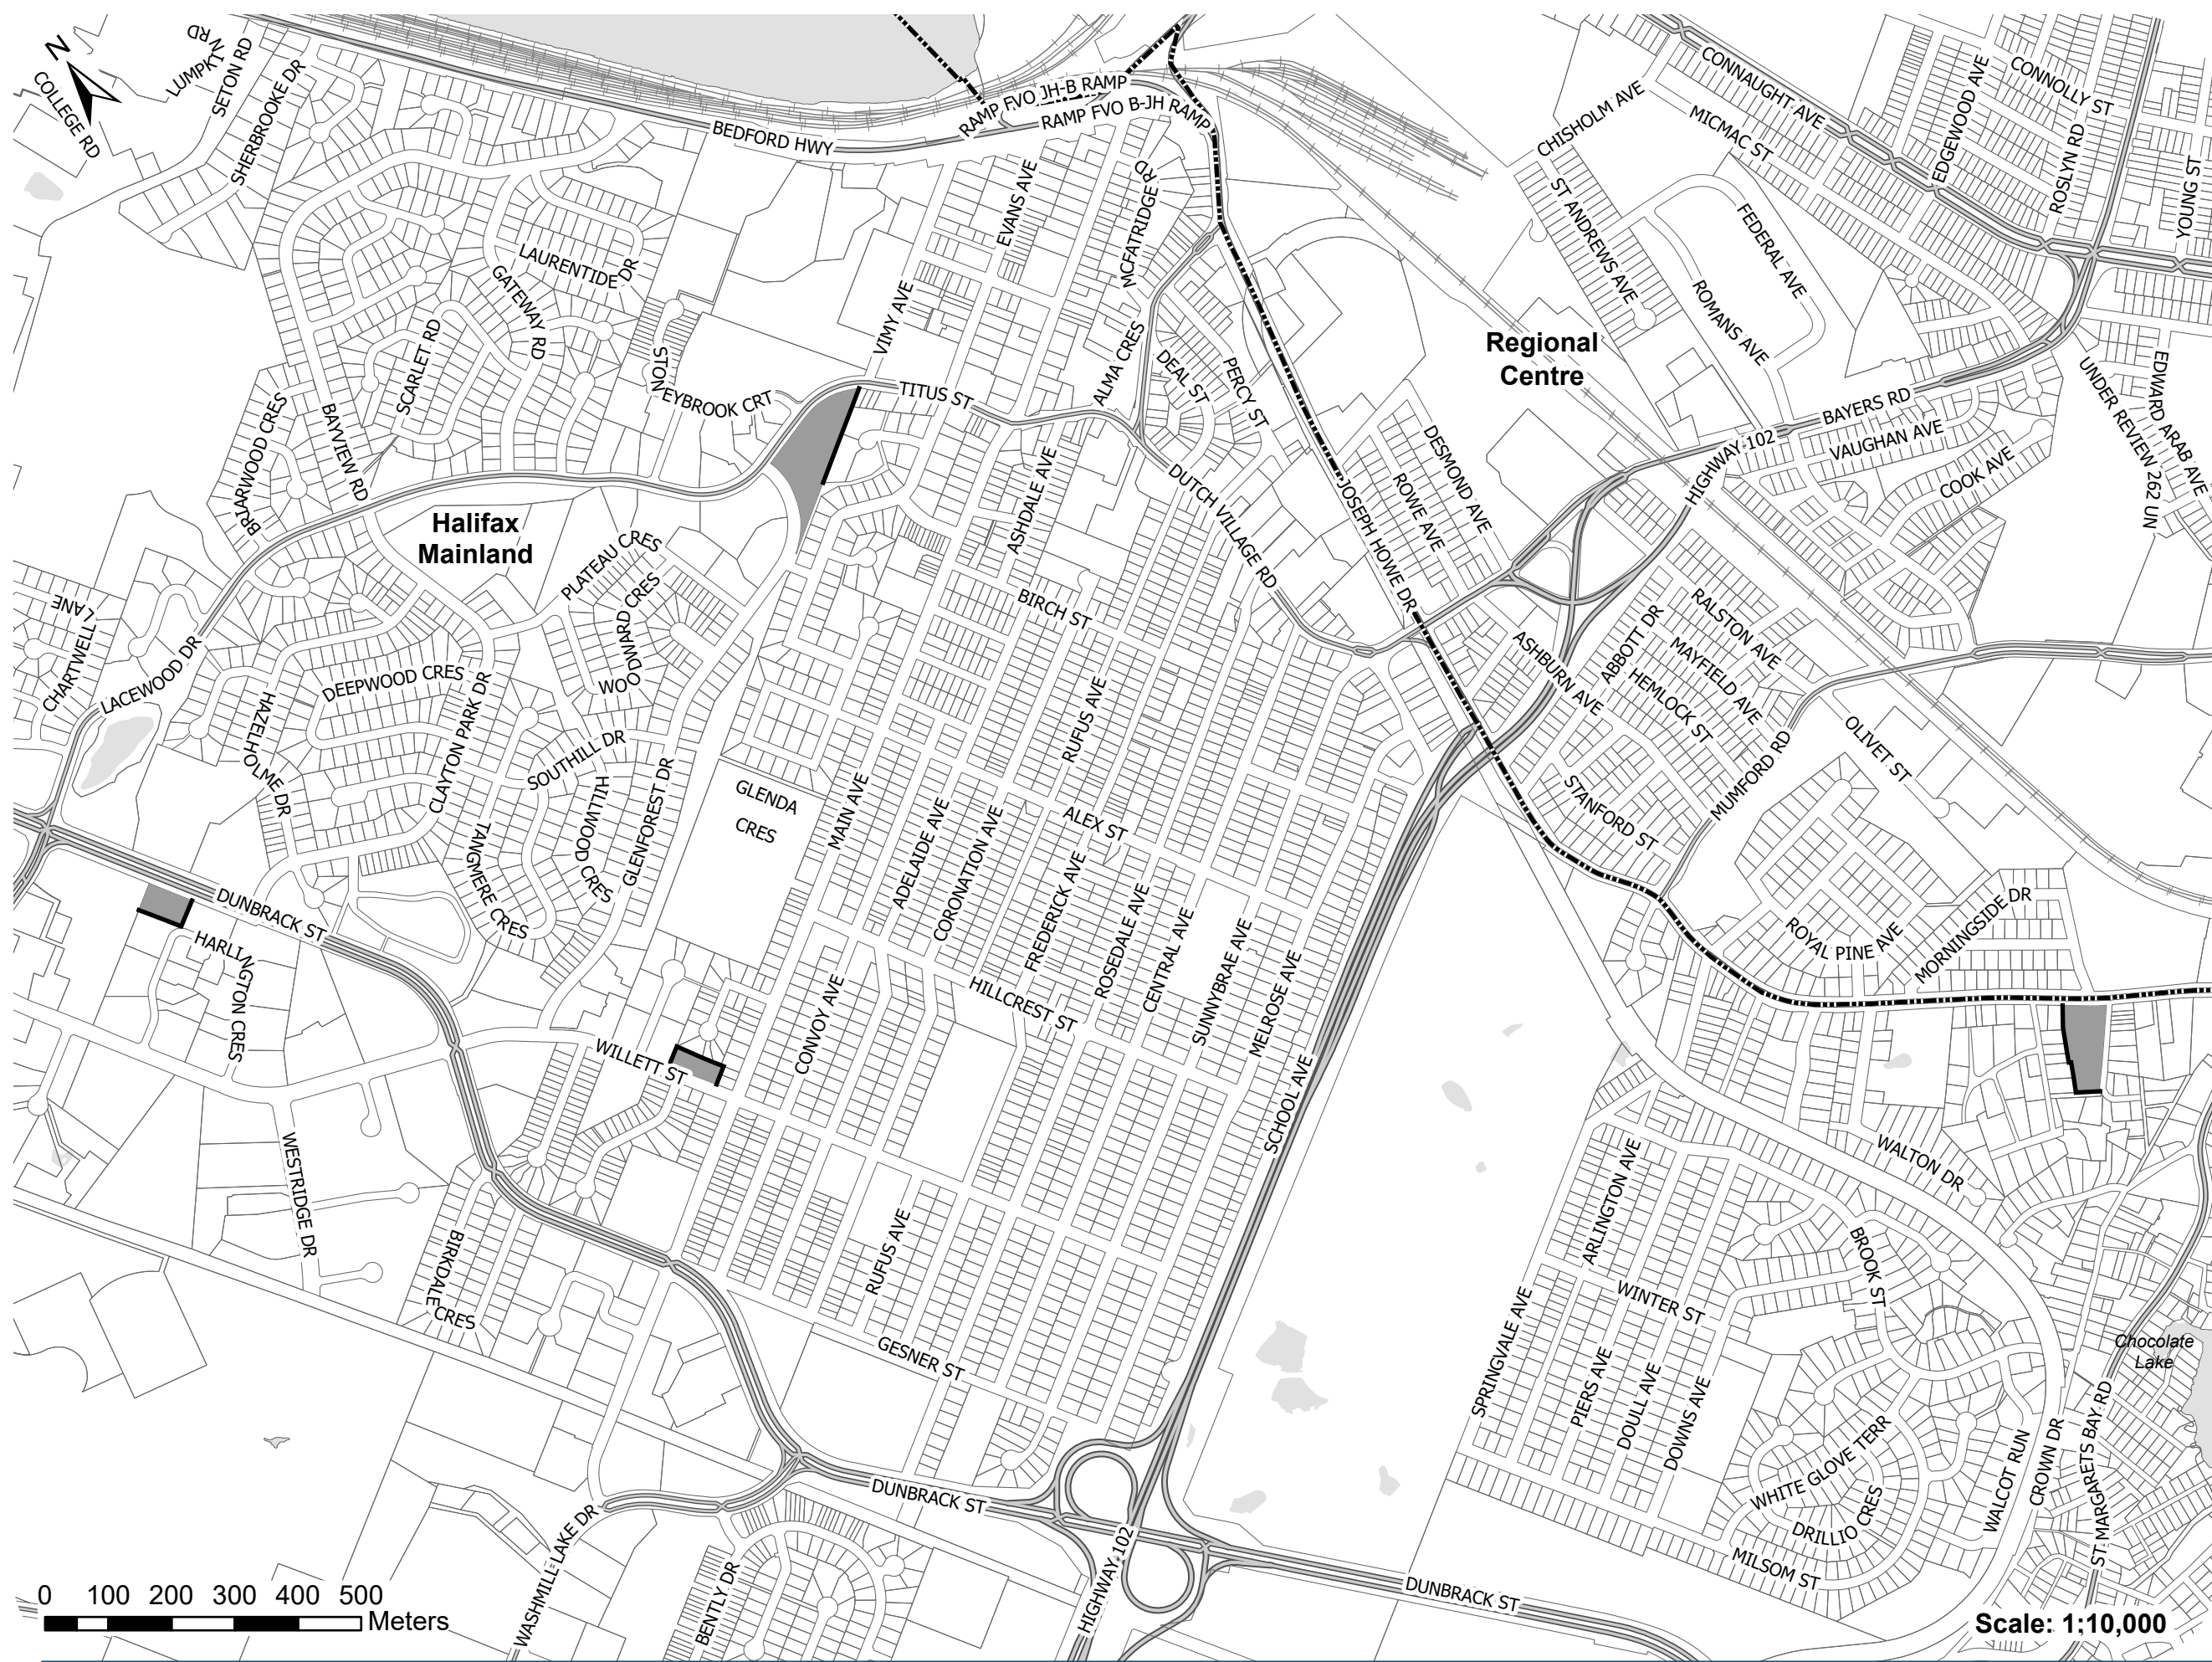 N
LUMPKIN RD
SETON RD
COLLEGE RD
SHERBROOKE DR
BEDFORD HWY
RAMP FVO JH-B RAMP
RAMP FVO B-JH RAMP
CONNAUGHT AVE
CHISHOLM AVE
MICMAC ST
EDGEWOOD AVE
CONNOLLY ST
ROSLYN RD
YOUNG ST
EVANS AVE
MCFATRIDGE RD
ST ANDREWS AVE
FEDERAL AVE
ROMANS AVE
LAURENTIDE DR
GATEWAY RD
SCARLET RD
STONEYBROOK CRT
VIMY AVE
TITUS ST
ALMA CRES
DEAL ST
PERCY ST
Regional
Centre
BAYERS RD
HIGHWAY 102
VAUGHAN AVE
COOK AVE
UNDER REVIEW 262 UN
EDWARD ARAB AVE
BRIARWOOD CRES
BAYVIEW RD
Halifax
Mainland
DESMOND AVE
ROWE AVE
JOSEPH HOWE DR
DUTCH VILLAGE RD
ASHDALE AVE
BIRCH ST
PLATEAU CRES
WOODWARD CRES
CHARTWELL LANE
LACEWOOD DR
DEEPWOOD CRES
HAZELHOLME DR
CLAYTON PARK DR
SOUTHILL DR
HILLWOOD CRES
GLENFOREST DR
TANGMERE CRES
GLENDA
CRES
MAIN AVE
ADELAIDE AVE
CORONATION AVE
RUFUS AVE
ALEX ST
FREDERICK AVE
ROSEDALE AVE
CENTRAL AVE
SUNNYBRAE AVE
MELROSE AVE
ASHBURN AVE
ABBOTT DR
RALSTON AVE
MAYFIELD AVE
HEMLOCK ST
STANFORD ST
MUMFORD RD
OLIVET ST
ROYAL PINE AVE
MORNINGSIDE DR
DUNBRACK ST
HARLINGTON CRES
WILLETT ST
CONVOY AVE
HILLCREST ST
SCHOOL AVE
WESTRIDGE DR
BIRKDALE CRES
RUFUS AVE
GESNER ST
WALTON DR
ARLINGTON AVE
BROOK ST
WINTER ST
SPRINGVALE AVE
PIERS AVE
DOULL AVE
DOWNS AVE
WHITE GLOVE TERR
DRILLIO CRES
MILSOM ST
WALCOT RUN
CROWN DR
ST MARGARETS BAY RD
Chocolate
Lake
DUNBRACK ST
HIGHWAY 102
DUNBRACK ST
WASHMILL LAKE DR
BENTLY DR
0 100 200 300 400 500
Meters
Scale: 1:10,000